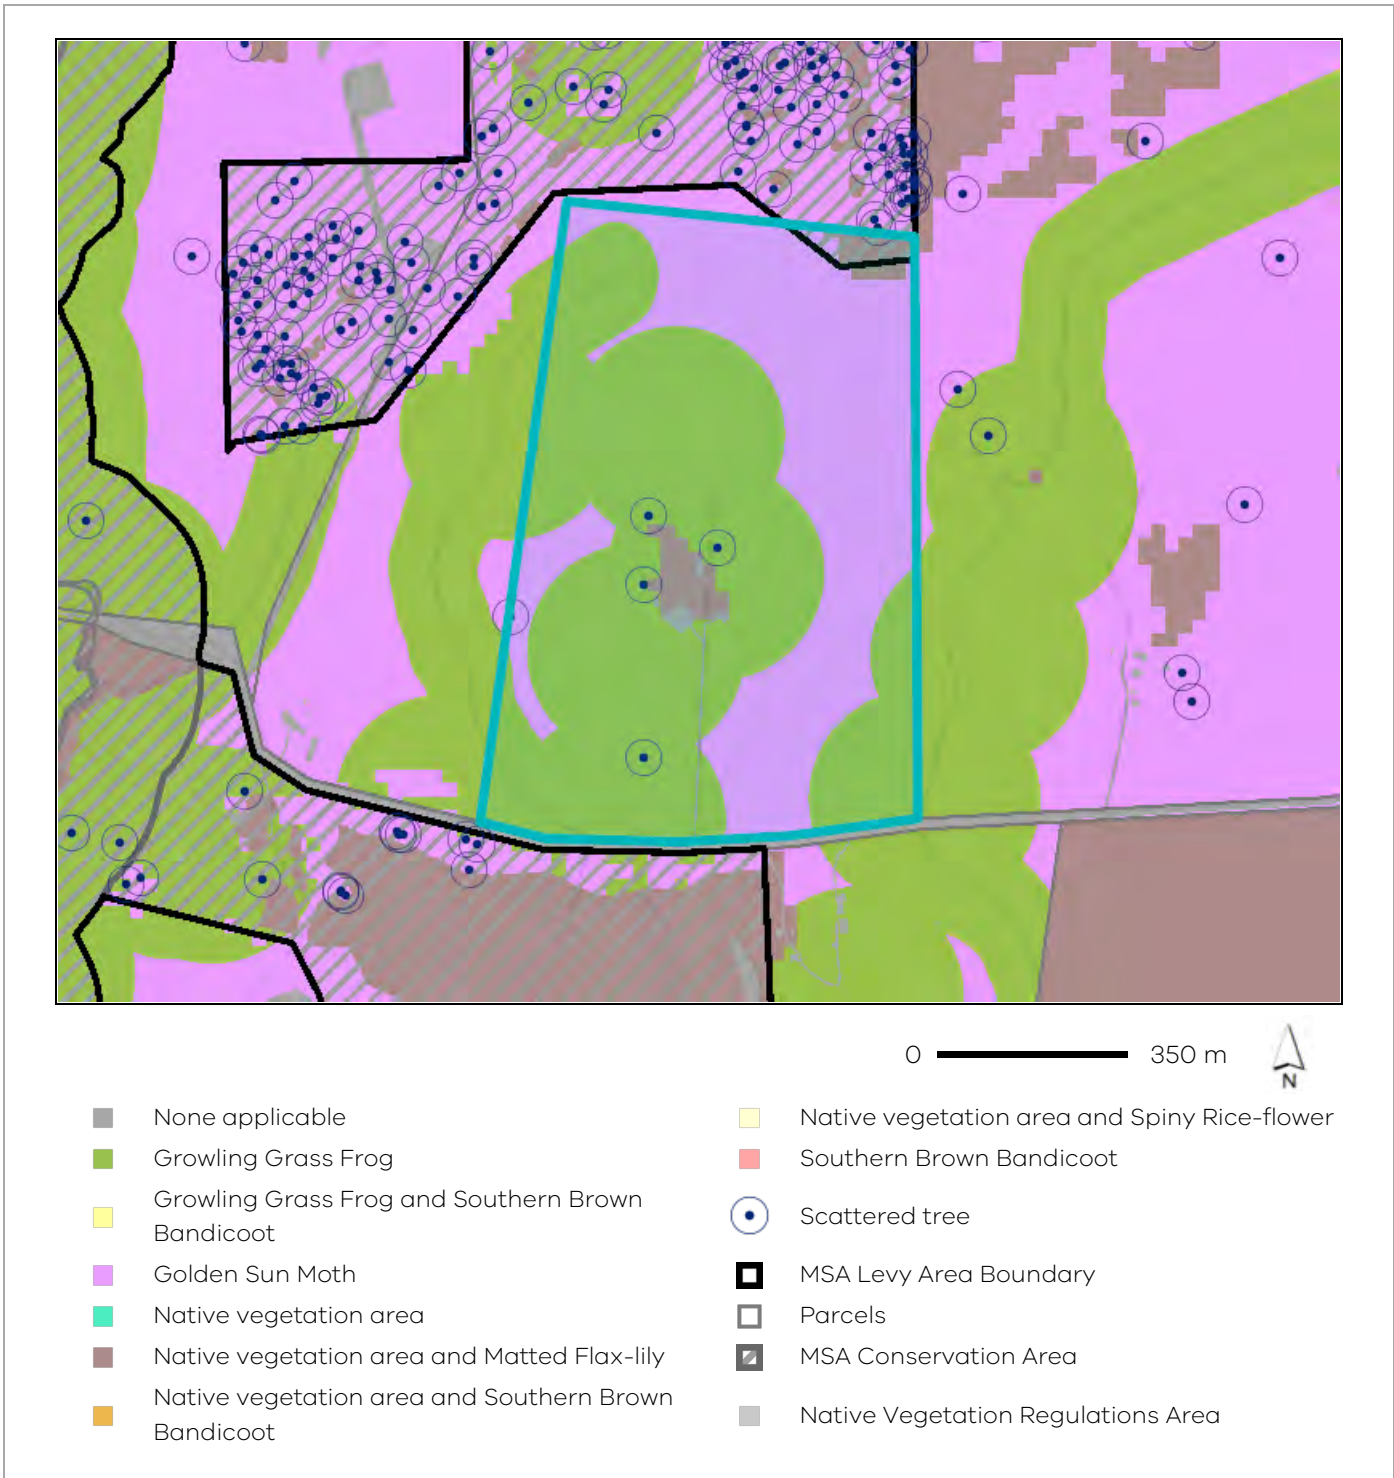 0 350 m
N
None applicable
Growling Grass Frog
Growling Grass Frog and Southern Brown
Bandicoot
Golden Sun Moth
Native vegetation area
Native vegetation area and Matted Flax-lily
Native vegetation area and Southern Brown
Bandicoot
Native vegetation area and Spiny Rice-flower
Southern Brown Bandicoot
Scattered tree
MSA Levy Area Boundary
Parcels
MSA Conservation Area
Native Vegetation Regulations Area